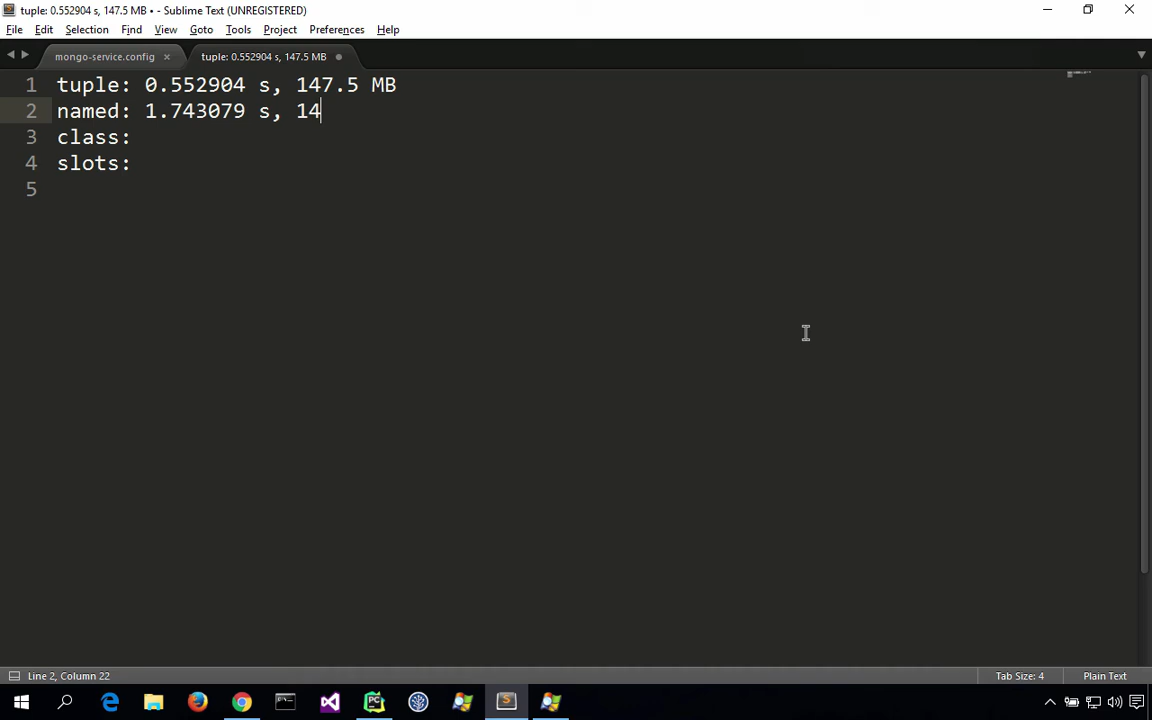 tuple: 0.552904 s, 147.5 MB • - Sublime Text (UNREGISTERED)
File Edit Selection Find View Goto Tools Project Preferences Help
mongo-service.config × tuple: 0.552904 s, 147.5 MB
1 tuple: 0.552904 s, 147.5 MB
2 named: 1.743079 s, 14
3 class:
4 slots:
5
Line 2, Column 22 Tab Size: 4 Plain Text